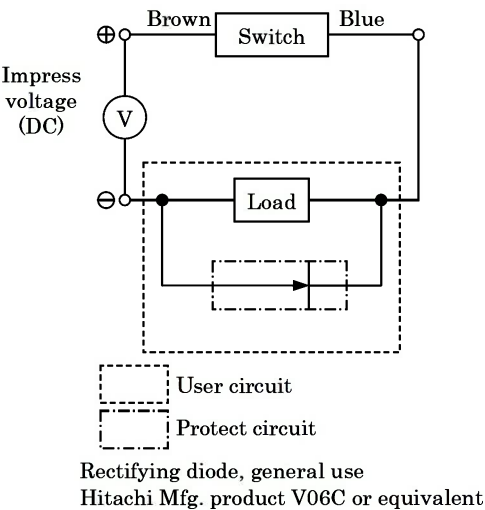 Brown
Blue
⊕
Switch
Impress
voltage
(DC)
V
⊖
Load
User circuit
Protect circuit
Rectifying diode, general use
Hitachi Mfg. product V06C or equivalent